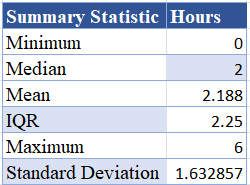 Summary Statistic Hours
Minimum 0
Median 2
Mean 2.188
IQR 2.25
Maximum 6
Standard Deviation 1.632857